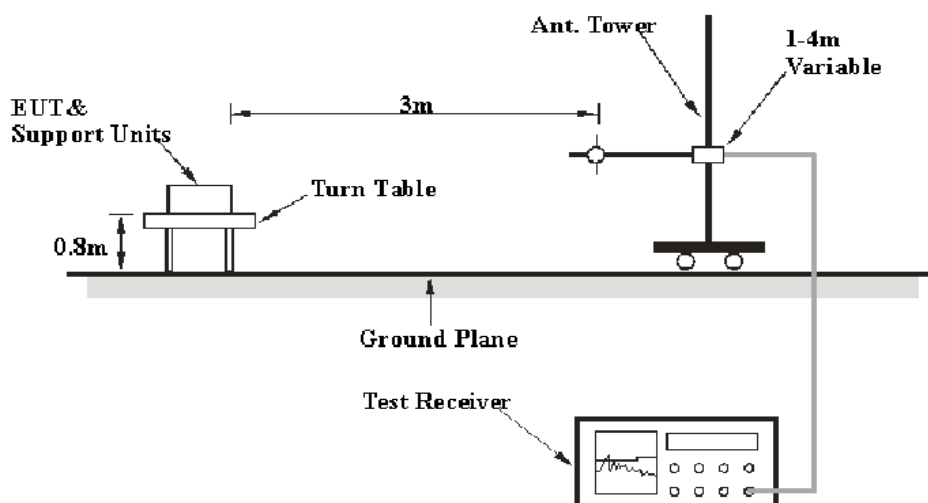 Ant. Tower
1-4m
Variable
EUT&
Support Units
3m
Turn Table
0.8m
Ground Plane
Test Receiver